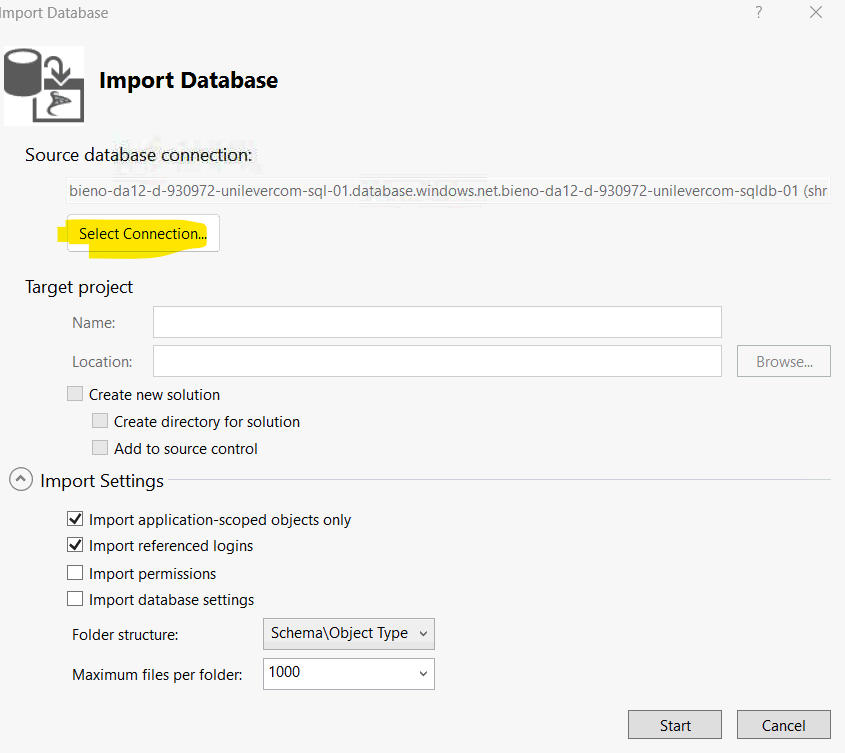 Import Database
?
Import Database
Source database connection:
bieno-da12-d-930972-unilevercom-sql-01.database.windows.net.bieno-da12-d-930972-unilevercom-sqldb-01 (shr
Select Connection...
Target project
Name:
Location:
Browse...
Create new solution
Create directory for solution
Add to source control
Import Settings
Import application-scoped objects only
Import referenced logins
Import permissions
Import database settings
Folder structure:
Schema\Object Type
Maximum files per folder:
1000
Start
Cancel